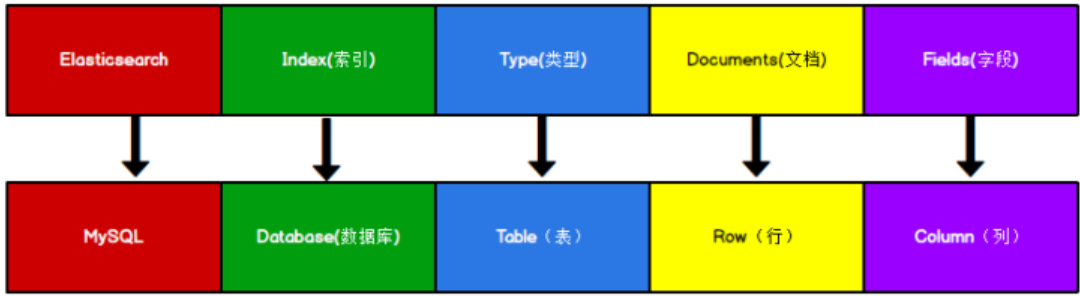 Elasticsearch
Index(索引)
Type(类型)
Documents(文档)
Fields(字段)
MySQL
Database(数据库)
Table（表）
Row（行）
Column（列）